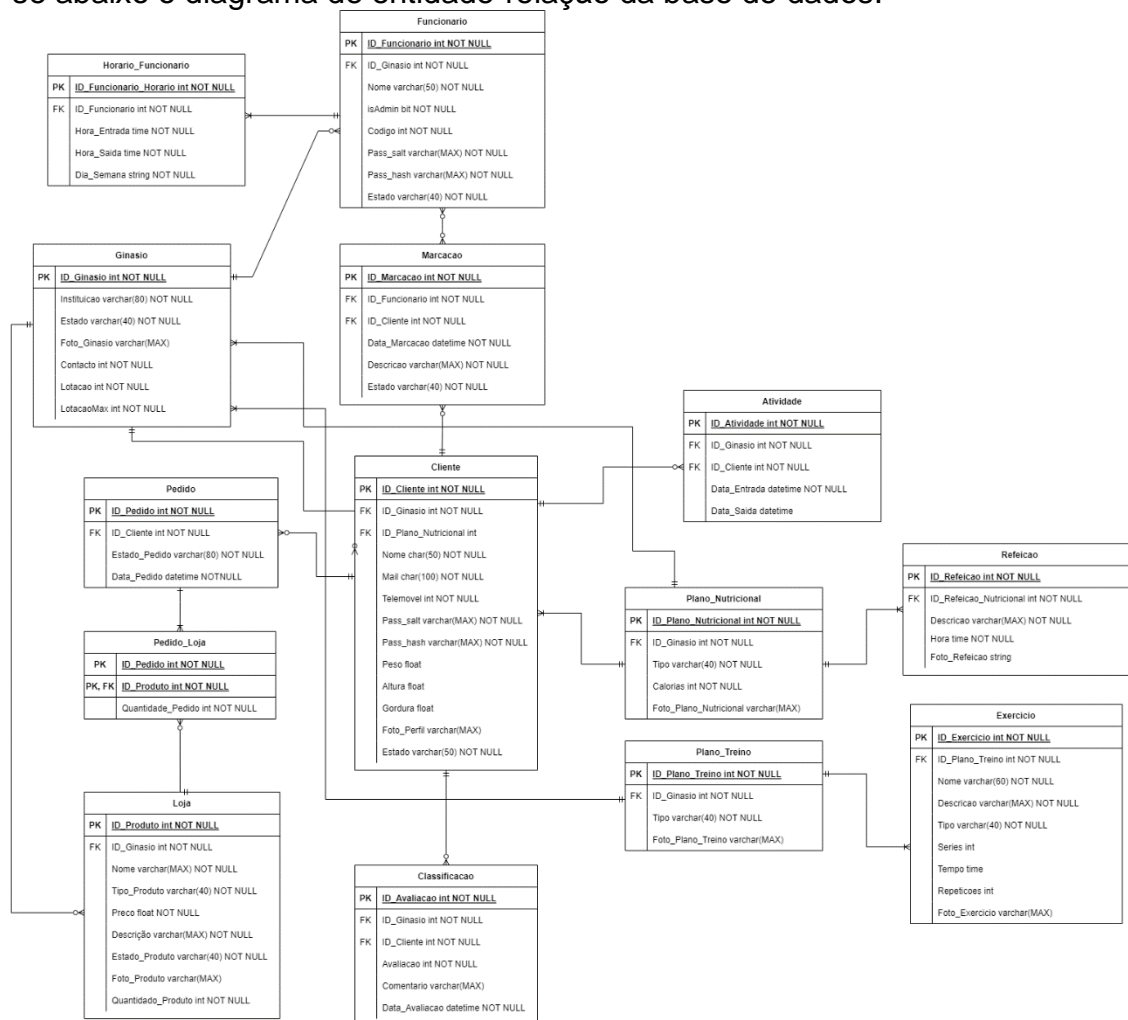 se abaixo o diagrama de entidade relação da base de dados:
Funcionario
PK ID_Funcionario int NOT NULL
FK ID_Ginasio int NOT NULL
Nome varchar(50) NOT NULL
isAdmin bit NOT NULL
Codigo int NOT NULL
Pass_salt varchar(MAX) NOT NULL
Pass_hash varchar(MAX) NOT NULL
Estado varchar(40) NOT NULL
Horario_Funcionario
PK ID_Funcionario_Horario int NOT NULL
FK ID_Funcionario int NOT NULL
Hora_Entrada time NOT NULL
Hora_Saida time NOT NULL
Dia_Semana string NOT NULL
Ginasio
PK ID_Ginasio int NOT NULL
Instituicao varchar(80) NOT NULL
Estado varchar(40) NOT NULL
Foto_Ginasio varchar(MAX)
Contacto int NOT NULL
Lotacao int NOT NULL
LotacaoMax int NOT NULL
Marcacao
PK ID_Marcacao int NOT NULL
FK ID_Funcionario int NOT NULL
FK ID_Cliente int NOT NULL
Data_Marcacao datetime NOT NULL
Descricao varchar(MAX) NOT NULL
Estado varchar(40) NOT NULL
Atividade
PK ID_Atividade int NOT NULL
FK ID_Ginasio int NOT NULL
FK ID_Cliente int NOT NULL
Data_Entrada datetime NOT NULL
Data_Saida datetime
Cliente
PK ID_Cliente int NOT NULL
FK ID_Ginasio int NOT NULL
FK ID_Plano_Nutricional int
Nome char(50) NOT NULL
Mail char(100) NOT NULL
Telemovel int NOT NULL
Pass_salt varchar(MAX) NOT NULL
Pass_hash varchar(MAX) NOT NULL
Peso float
Altura float
Gordura float
Foto_Perfil varchar(MAX)
Estado varchar(50) NOT NULL
Pedido
PK ID_Pedido int NOT NULL
FK ID_Cliente int NOT NULL
Estado_Pedido varchar(80) NOT NULL
Data_Pedido datetime NOTNULL
Pedido_Loja
PK ID_Pedido int NOT NULL
PK, FK ID_Produto int NOT NULL
Quantidade_Pedido int NOT NULL
Loja
PK ID_Produto int NOT NULL
FK ID_Ginasio int NOT NULL
Nome varchar(MAX) NOT NULL
Tipo_Produto varchar(40) NOT NULL
Preco float NOT NULL
Descrição varchar(MAX) NOT NULL
Estado_Produto varchar(40) NOT NULL
Foto_Produto varchar(MAX)
Quantidado_Produto int NOT NULL
Plano_Nutricional
PK ID_Plano_Nutricional int NOT NULL
FK ID_Ginasio int NOT NULL
Tipo varchar(40) NOT NULL
Calorias int NOT NULL
Foto_Plano_Nutricional varchar(MAX)
Refeicao
PK ID_Refeicao int NOT NULL
FK ID_Refeicao_Nutricional int NOT NULL
Descricao varchar(MAX) NOT NULL
Hora time NOT NULL
Foto_Refeicao string
Plano_Treino
PK ID_Plano_Treino int NOT NULL
FK ID_Ginasio int NOT NULL
Tipo varchar(40) NOT NULL
Foto_Plano_Treino varchar(MAX)
Exercicio
PK ID_Exercicio int NOT NULL
FK ID_Plano_Treino int NOT NULL
Nome varchar(60) NOT NULL
Descricao varchar(MAX) NOT NULL
Tipo varchar(40) NOT NULL
Series int
Tempo time
Repeticoes int
Foto_Exercicio varchar(MAX)
Classificacao
PK ID_Avaliacao int NOT NULL
FK ID_Ginasio int NOT NULL
FK ID_Cliente int NOT NULL
Avaliacao int NOT NULL
Comentario varchar(MAX)
Data_Avaliacao datetime NOT NULL